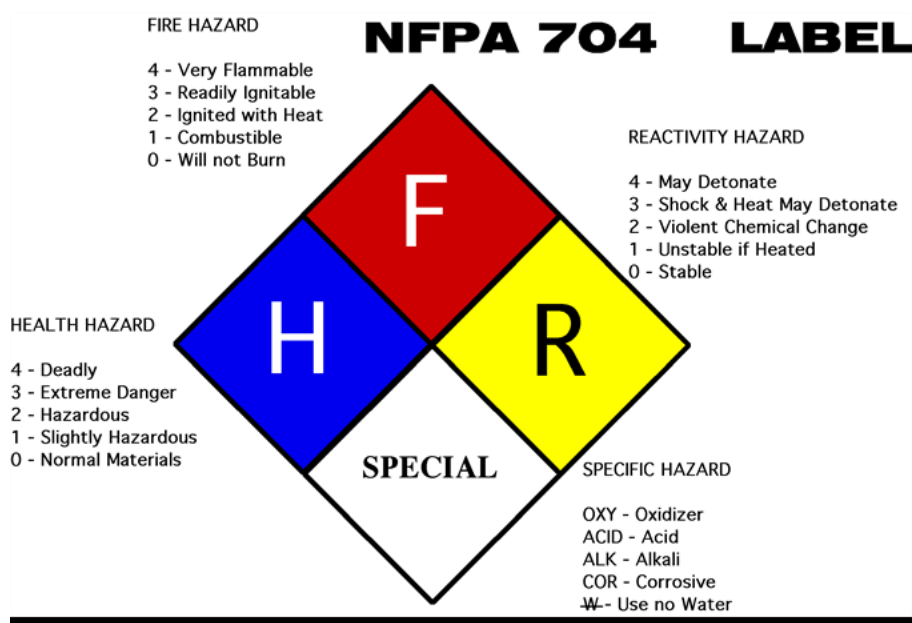 FIRE HAZARD
NFPA 704 LABEL
4 - Very Flammable
3 - Readily Ignitable
2 - Ignited with Heat
1 - Combustible
0 - Will not Burn
REACTIVITY HAZARD
4 - May Detonate
3 - Shock & Heat May Detonate
2 - Violent Chemical Change
1 - Unstable if Heated
0 - Stable
F
H
R
HEALTH HAZARD
4 - Deadly
3 - Extreme Danger
2 - Hazardous
1 - Slightly Hazardous
0 - Normal Materials
SPECIAL
SPECIFIC HAZARD
OXY - Oxidizer
ACID - Acid
ALK - Alkali
COR - Corrosive
W - Use no Water